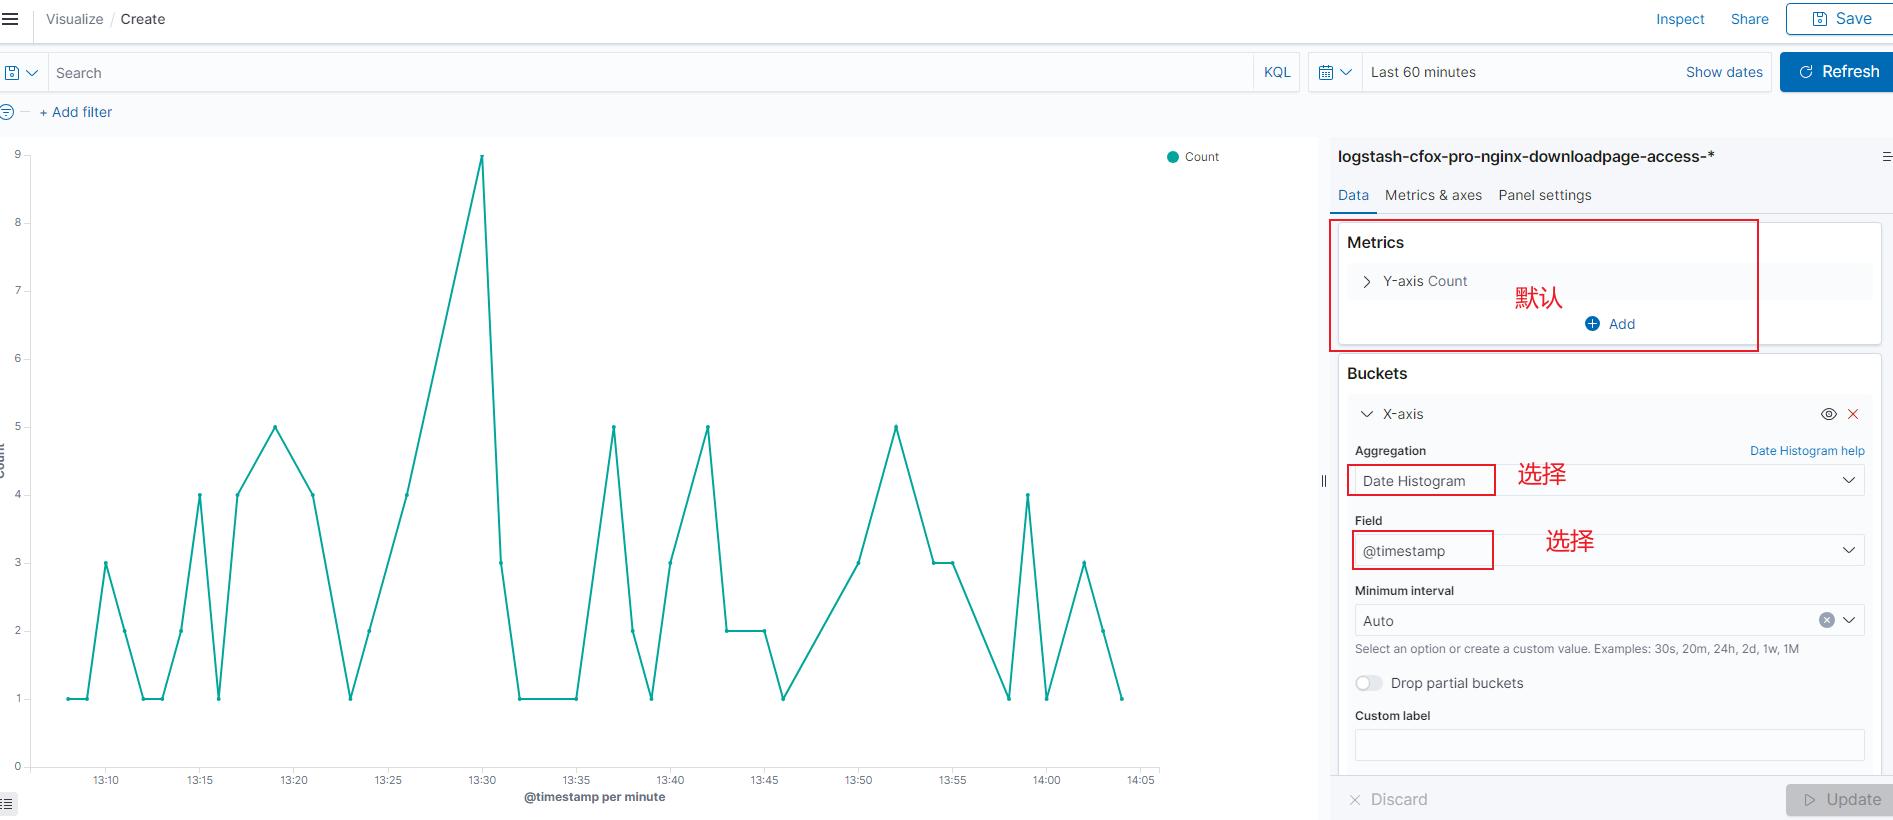 Visualize / Create
Inspect Share Save
Search KQL Last 60 minutes Show dates Refresh
+ Add filter
9
8
7
6
5
4
3
2
1
0
Count
Count
13:10 13:15 13:20 13:25 13:30 13:35 13:40 13:45 13:50 13:55 14:00 14:05
@timestamp per minute
logstash-cfox-pro-nginx-downloadpage-access-*
Data Metrics & axes Panel settings
Metrics
Y-axis Count
默认
Add
Buckets
X-axis
Aggregation Date Histogram help
Date Histogram 选择
Field
@timestamp 选择
Minimum interval
Auto
Select an option or create a custom value. Examples: 30s, 20m, 24h, 2d, 1w, 1M
Drop partial buckets
Custom label
Discard Update